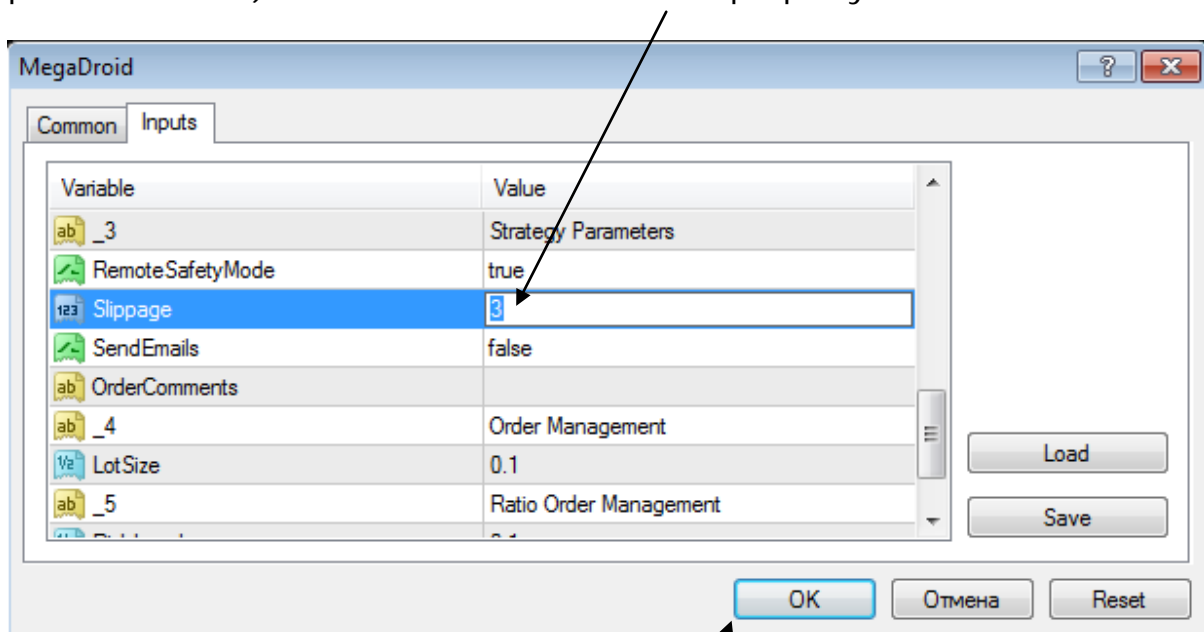 MegaDroid
Common Inputs
Variable Value
_3 Strategy Parameters
RemoteSafetyMode true
Slippage 3
SendEmails false
OrderComments
_4 Order Management
LotSize 0.1
_5 Ratio Order Management
Load
Save
OK Отмена Reset